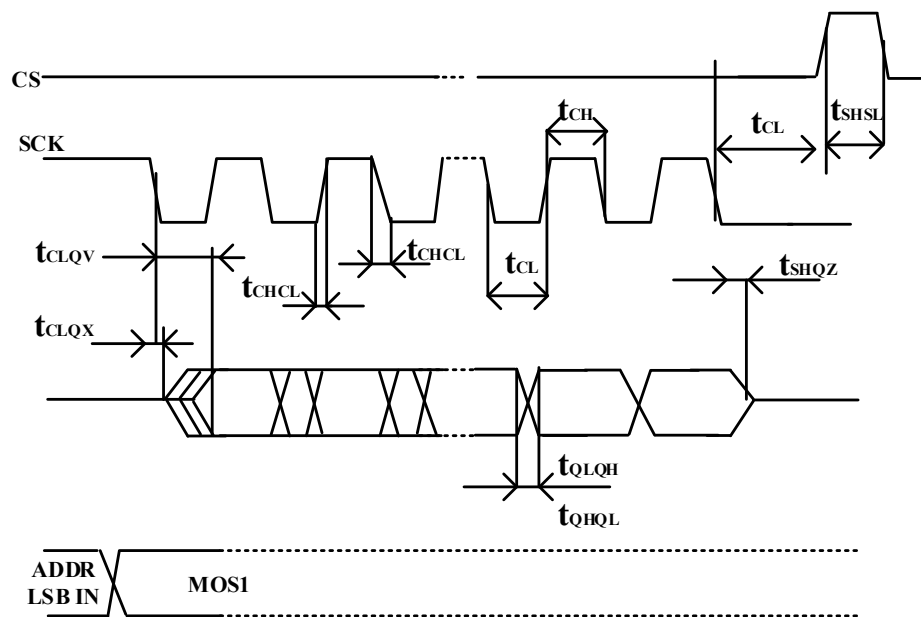 CS
tCH
tCL
tSHSL
SCK
tCLQV
tCHCL
tCHCL
tCL
tSHQZ
tCLQX
tQLQH
tQHQL
ADDR
LSB IN
MOS1